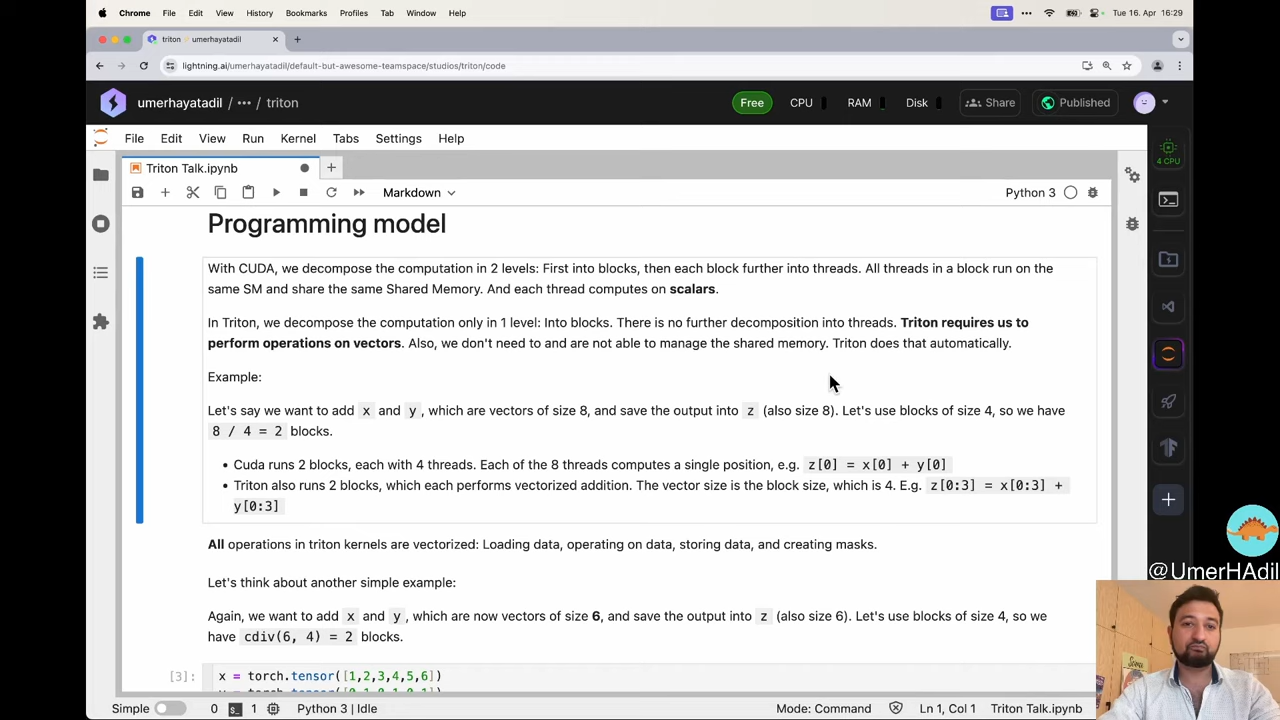 Chrome File Edit View History Bookmarks Profiles Tab Window Help Tue 16. Apr 16:29
triton umerhayatadil
lightning.ai/umerhayatadil/default-but-awesome-teamspace/studios/triton/code
umerhayatadil / ••• / triton Free CPU RAM Disk Share Published
File Edit View Run Kernel Tabs Settings Help
4 CPU
Triton Talk.ipynb
Markdown Python 3
Programming model
With CUDA, we decompose the computation in 2 levels: First into blocks, then each block further into threads. All threads in a block run on the
same SM and share the same Shared Memory. And each thread computes on scalars.
In Triton, we decompose the computation only in 1 level: Into blocks. There is no further decomposition into threads. Triton requires us to
perform operations on vectors. Also, we don't need to and are not able to manage the shared memory. Triton does that automatically.
Example:
Let's say we want to add x and y, which are vectors of size 8, and save the output into z (also size 8). Let's use blocks of size 4, so we have
8 / 4 = 2 blocks.
• Cuda runs 2 blocks, each with 4 threads. Each of the 8 threads computes a single position, e.g. z[0] = x[0] + y[0]
• Triton also runs 2 blocks, which each performs vectorized addition. The vector size is the block size, which is 4. E.g. z[0:3] = x[0:3] +
y[0:3]
All operations in triton kernels are vectorized: Loading data, operating on data, storing data, and creating masks.
@UmerHAdil
Let's think about another simple example:
Again, we want to add x and y, which are now vectors of size 6, and save the output into z (also size 6). Let's use blocks of size 4, so we
have cdiv(6, 4) = 2 blocks.
[3]: x = torch.tensor([1,2,3,4,5,6])
y = torch.tensor([0,1,0,1,0,1])
Simple 0 1 Python 3 | Idle Mode: Command Ln 1, Col 1 Triton Talk.ipynb